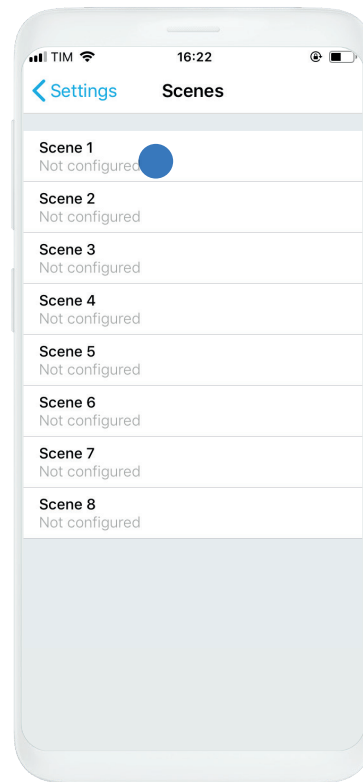 TIM 16:22
Settings Scenes
Scene 1
Not configured
Scene 2
Not configured
Scene 3
Not configured
Scene 4
Not configured
Scene 5
Not configured
Scene 6
Not configured
Scene 7
Not configured
Scene 8
Not configured